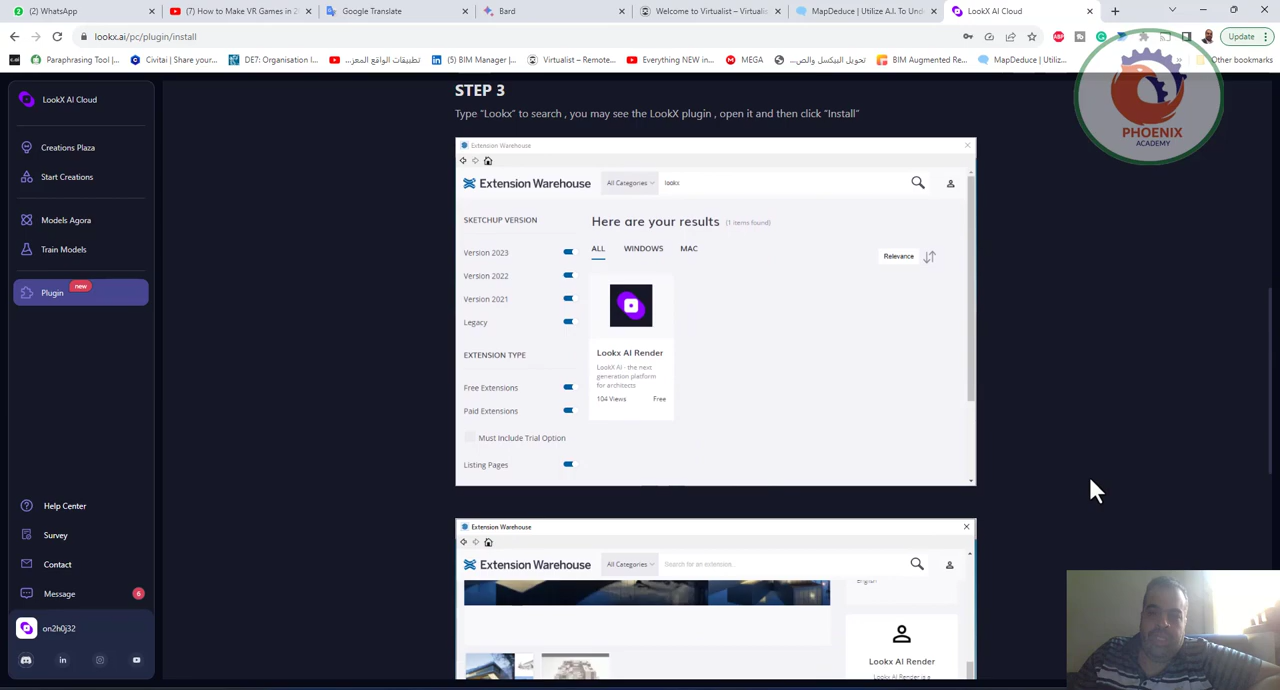 (2) WhatsApp
(7) How to Make VR Games in 2
Google Translate
Bard
Welcome to Virtualist – Virtualis
MapDeduce | Utilize A.I. To Und
LookX AI Cloud
lookx.ai/pc/plugin/install
Update
Paraphrasing Tool |...
Civitai | Share your...
DE7: Organisation I...
تطبيقات الواقع المعز...
(5) BIM Manager |...
Virtualist – Remote...
Everything NEW in...
MEGA
تحويل البيكسل والص...
BIM Augmented Re...
MapDeduce | Utiliz...
Other bookmarks
PHOENIX
ACADEMY
LookX AI Cloud
Creations Plaza
Start Creations
Models Agora
Train Models
Plugin
new
Help Center
Survey
Contact
Message
6
on2h0j32
STEP 3
Type “Lookx” to search , you may see the LookX plugin , open it and then click “Install”
Extension Warehouse
Extension Warehouse
All Categories
lookx
SKETCHUP VERSION
Version 2023
Version 2022
Version 2021
Legacy
EXTENSION TYPE
Free Extensions
Paid Extensions
Must Include Trial Option
Listing Pages
Here are your results
(1 items found)
ALL
WINDOWS
MAC
Relevance
Lookx AI Render
LookX AI - the next
generation platform
for architects
104 Views
Free
Extension Warehouse
Extension Warehouse
All Categories
Search for an extension...
English
Lookx AI Render